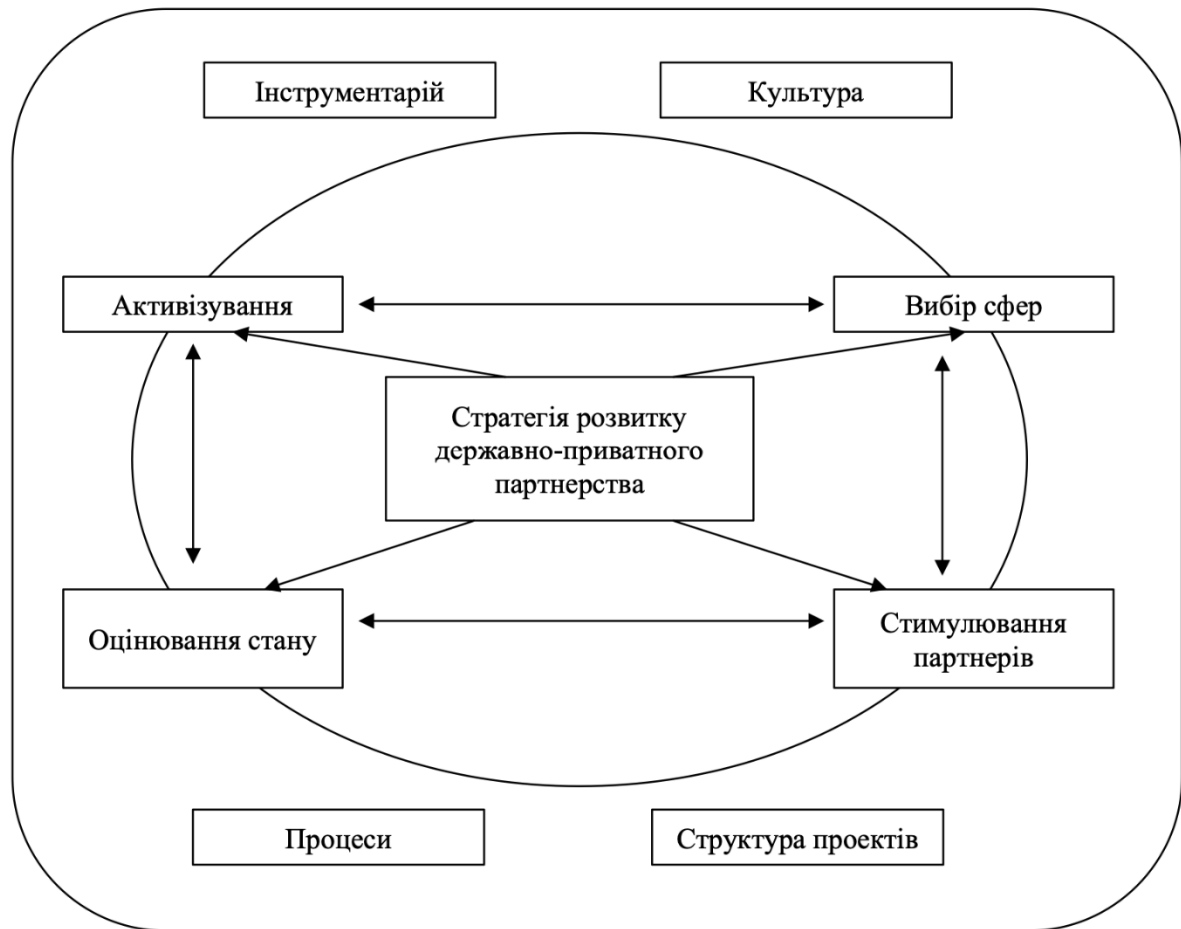 Інструментарій
Культура
Активізування
Вибір сфер
Стратегія розвитку
державно-приватного
партнерства
Оцінювання стану
Стимулювання
партнерів
Процеси
Структура проектів